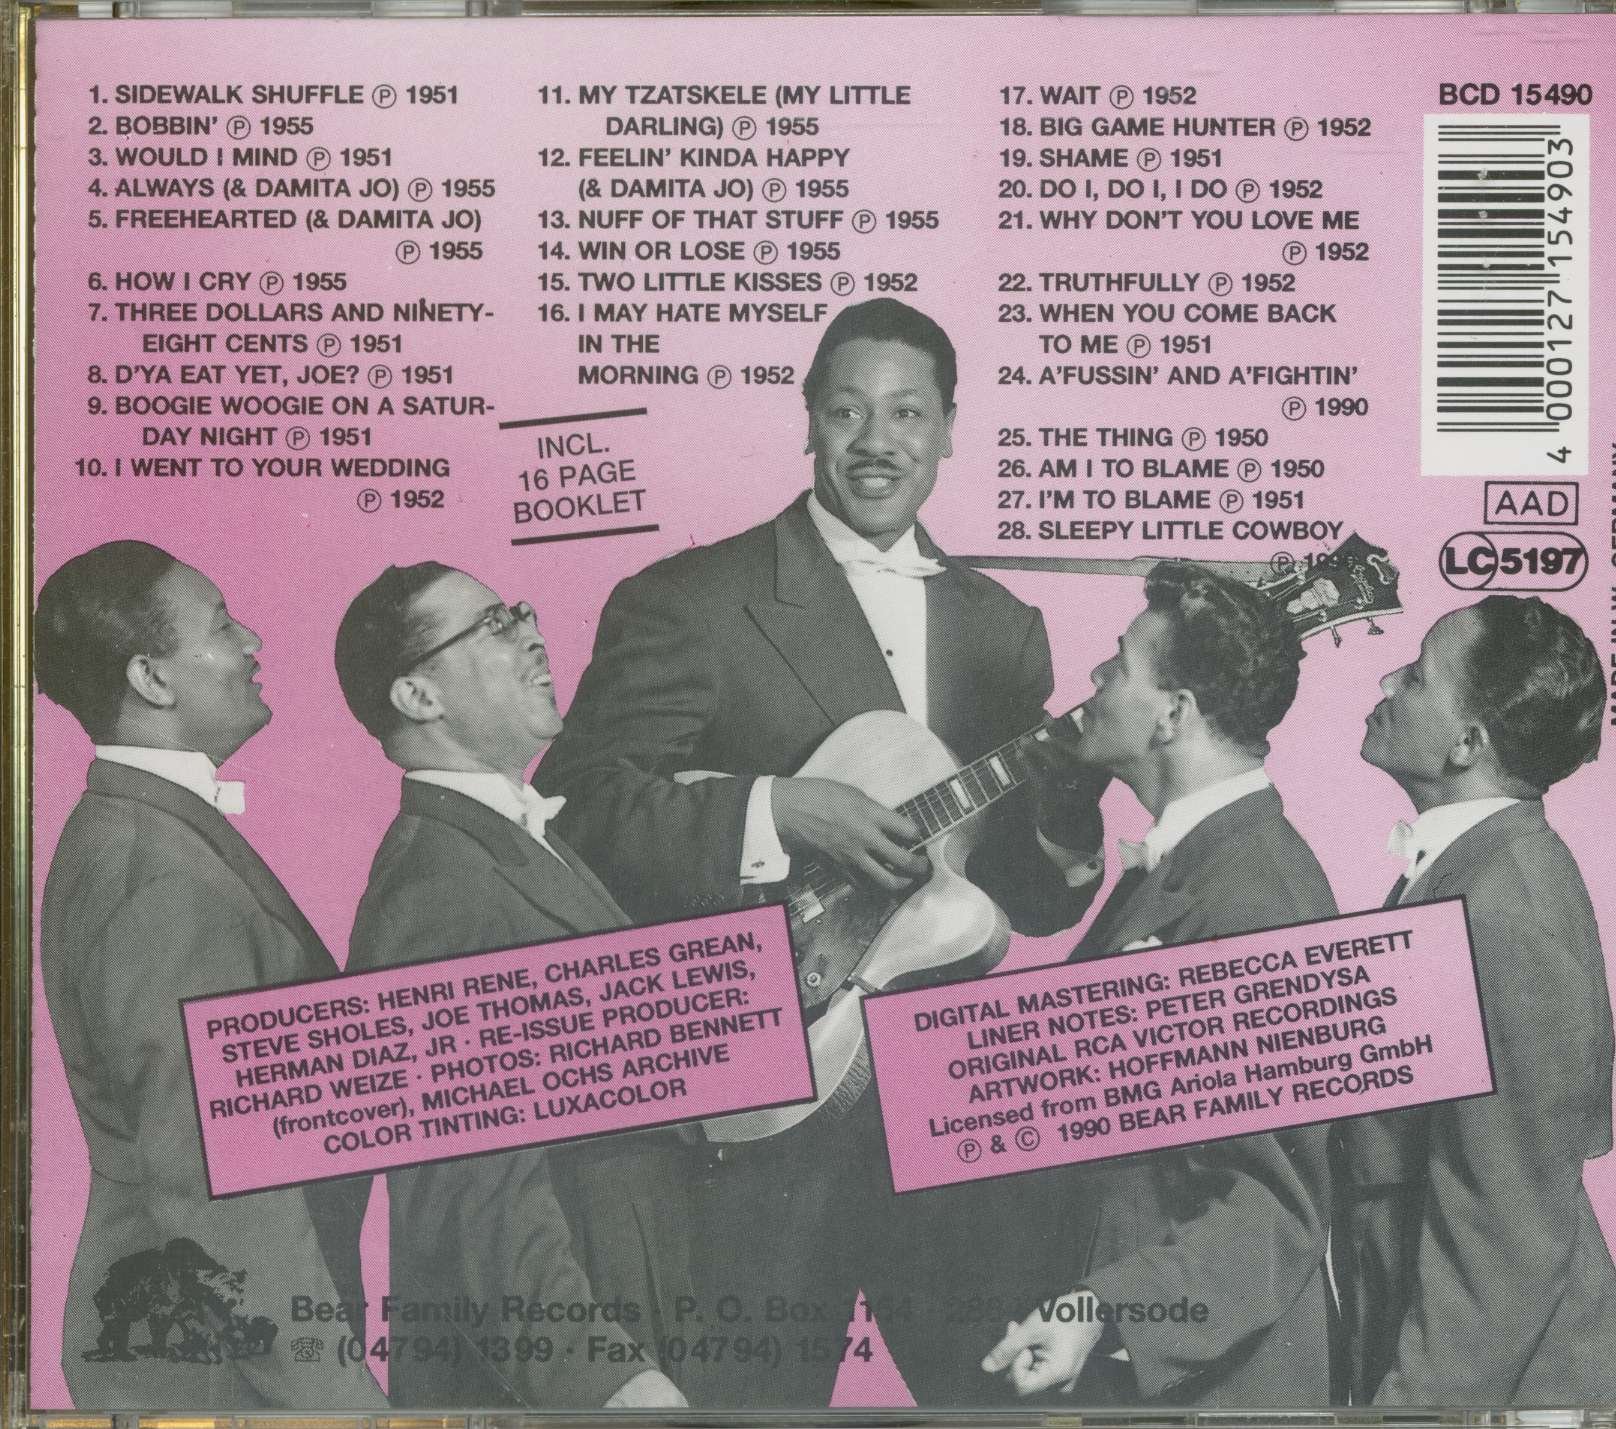 1. SIDEWALK SHUFFLE Ⓟ 1951
2. BOBBIN' Ⓟ 1955
3. WOULD I MIND Ⓟ 1951
4. ALWAYS (& DAMITA JO) Ⓟ 1955
5. FREEHEARTED (& DAMITA JO)
Ⓟ 1955
6. HOW I CRY Ⓟ 1955
7. THREE DOLLARS AND NINETY-
EIGHT CENTS Ⓟ 1951
8. D'YA EAT YET, JOE? Ⓟ 1951
9. BOOGIE WOOGIE ON A SATUR-
DAY NIGHT Ⓟ 1951
10. I WENT TO YOUR WEDDING
Ⓟ 1952
11. MY TZATSKELE (MY LITTLE
DARLING) Ⓟ 1955
12. FEELIN' KINDA HAPPY
(& DAMITA JO) Ⓟ 1955
13. NUFF OF THAT STUFF Ⓟ 1955
14. WIN OR LOSE Ⓟ 1955
15. TWO LITTLE KISSES Ⓟ 1952
16. I MAY HATE MYSELF
IN THE
MORNING Ⓟ 1952
INCL.
16 PAGE
BOOKLET
17. WAIT Ⓟ 1952
18. BIG GAME HUNTER Ⓟ 1952
19. SHAME Ⓟ 1951
20. DO I, DO I, I DO Ⓟ 1952
21. WHY DON'T YOU LOVE ME
Ⓟ 1952
22. TRUTHFULLY Ⓟ 1952
23. WHEN YOU COME BACK
TO ME Ⓟ 1951
24. A'FUSSIN' AND A'FIGHTIN'
Ⓟ 1990
25. THE THING Ⓟ 1950
26. AM I TO BLAME Ⓟ 1950
27. I'M TO BLAME Ⓟ 1951
28. SLEEPY LITTLE COWBOY
Ⓟ
BCD 15490
4 000127 154903
AAD
LC 5197
PRODUCERS: HENRI RENE, CHARLES GREAN,
STEVE SHOLES, JOE THOMAS, JACK LEWIS,
HERMAN DIAZ, JR · RE-ISSUE PRODUCER:
RICHARD WEIZE · PHOTOS: RICHARD BENNETT
(frontcover), MICHAEL OCHS ARCHIVE
COLOR TINTING: LUXACOLOR
DIGITAL MASTERING: REBECCA EVERETT
LINER NOTES: PETER GRENDYSA
ORIGINAL RCA VICTOR RECORDINGS
ARTWORK: HOFFMANN NIENBURG
Licensed from BMG Ariola Hamburg GmbH
Ⓟ & © 1990 BEAR FAMILY RECORDS
Bear Family Records · P. O. Box Vollersode
☏ (04794) 1399 · Fax (04794) 1574